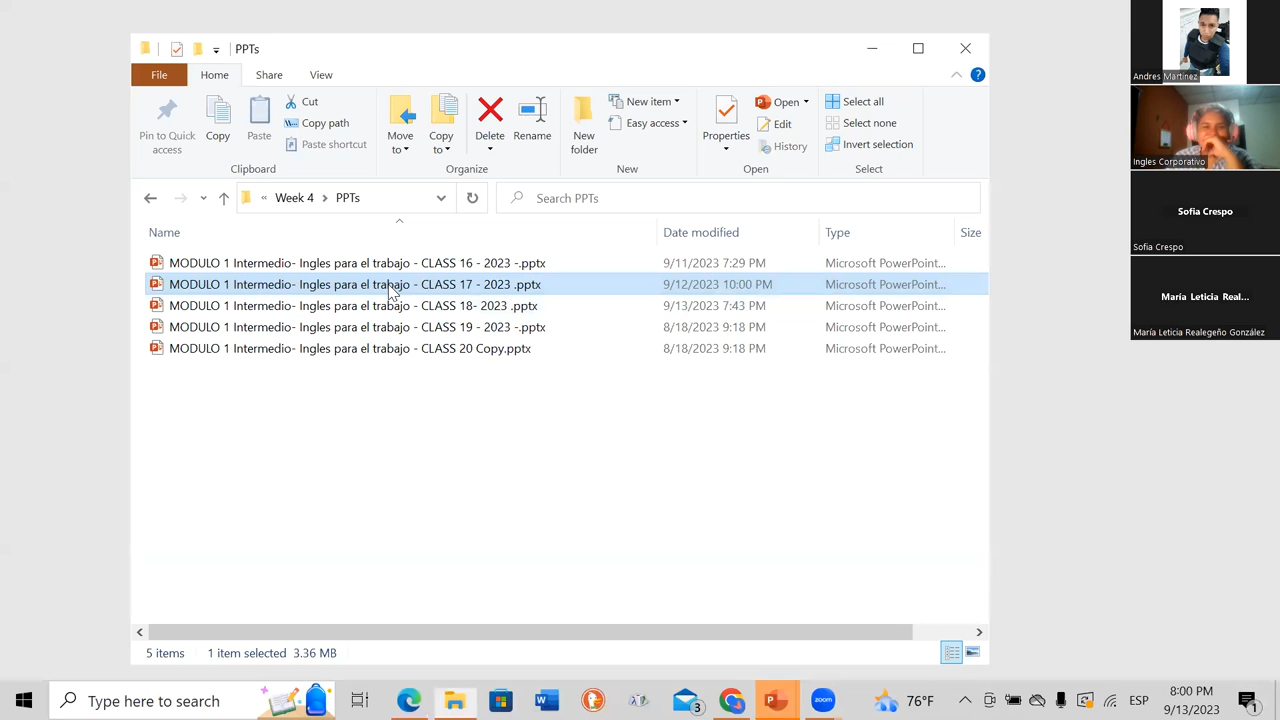 PPTs
File
Home
Share
View
Pin to Quick access
Copy
Paste
Cut
Copy path
Paste shortcut
Clipboard
Move to
Copy to
Delete
Rename
Organize
New folder
New item
Easy access
New
Properties
Open
Edit
History
Open
Select all
Select none
Invert selection
Select
« Week 4 > PPTs
Search PPTs
Name
Date modified
Type
Size
MODULO 1 Intermedio- Ingles para el trabajo - CLASS 16 - 2023 -.pptx 9/11/2023 7:29 PM Microsoft PowerPoint...
MODULO 1 Intermedio- Ingles para el trabajo - CLASS 17 - 2023 .pptx 9/12/2023 10:00 PM Microsoft PowerPoint...
MODULO 1 Intermedio- Ingles para el trabajo - CLASS 18- 2023 .pptx 9/13/2023 7:43 PM Microsoft PowerPoint...
MODULO 1 Intermedio- Ingles para el trabajo - CLASS 19 - 2023 -.pptx 8/18/2023 9:18 PM Microsoft PowerPoint...
MODULO 1 Intermedio- Ingles para el trabajo - CLASS 20 Copy.pptx 8/18/2023 9:18 PM Microsoft PowerPoint...
5 items 1 item selected 3.36 MB
Andres Martinez
Ingles Corporativo
Sofia Crespo
Sofia Crespo
María Leticia Real...
María Leticia Realegeño González
Type here to search
3
zoom
76°F
ESP
8:00 PM
9/13/2023
1